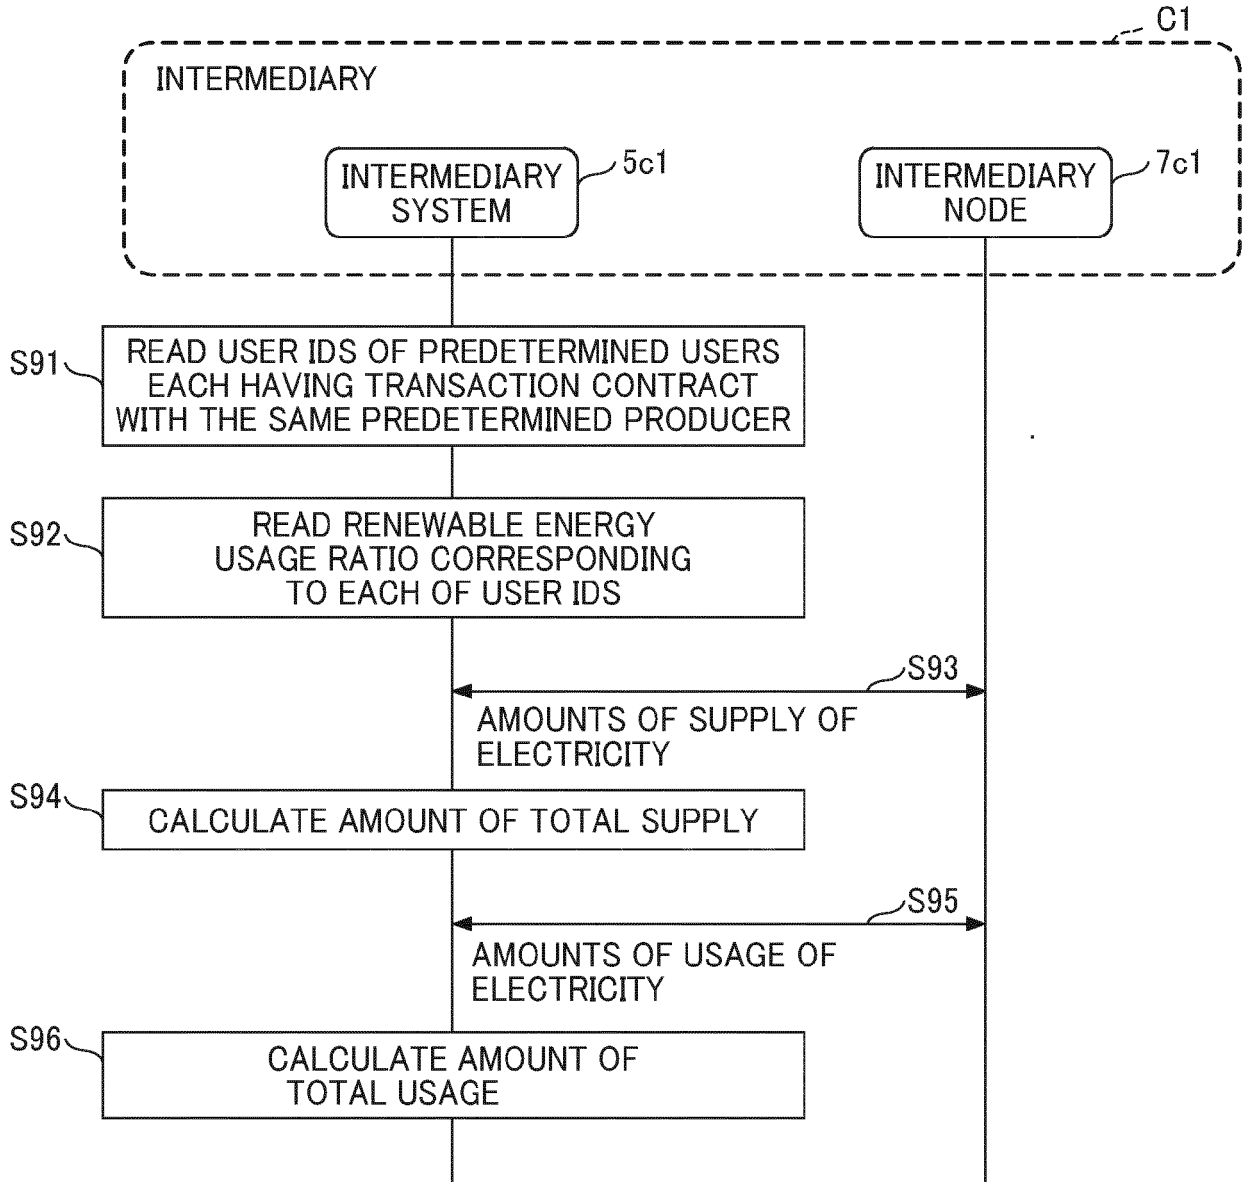 C1
INTERMEDIARY
INTERMEDIARY
SYSTEM
5c1
INTERMEDIARY
NODE
7c1
S91
READ USER IDS OF PREDETERMINED USERS
EACH HAVING TRANSACTION CONTRACT
WITH THE SAME PREDETERMINED PRODUCER
S92
READ RENEWABLE ENERGY
USAGE RATIO CORRESPONDING
TO EACH OF USER IDS
S93
AMOUNTS OF SUPPLY OF
ELECTRICITY
S94
CALCULATE AMOUNT OF TOTAL SUPPLY
S95
AMOUNTS OF USAGE OF
ELECTRICITY
S96
CALCULATE AMOUNT OF
TOTAL USAGE